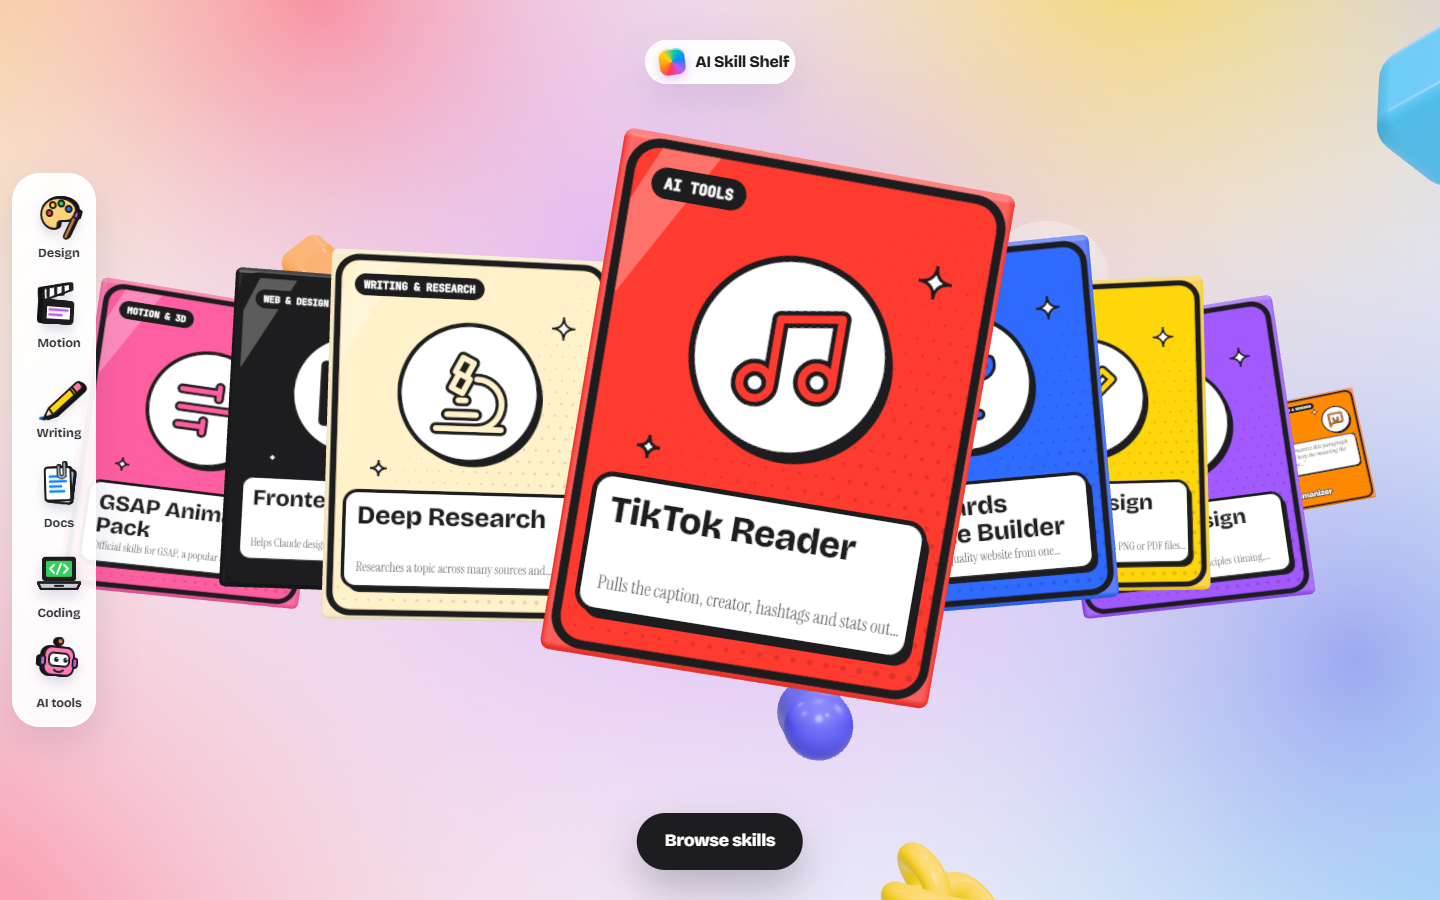 AI Skill Shelf
Design
Motion
Writing
Docs
Coding
AI tools
MOTION & 3D
GSAP Anim
Pack
Official skills for GSAP, a popular
WEB & DESIGN
Fronte
Helps Claude desig
WRITING & RESEARCH
Deep Research
Researches a topic across many sources and...
AI TOOLS
TikTok Reader
Pulls the caption, creator, hashtags and stats out...
ards
e Builder
uality website from one...
sign
PNG or PDF files...
sign
ciples (timing,...
manizer
Browse skills